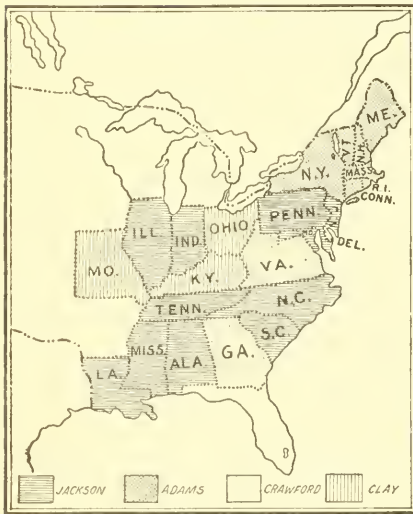 ME.
VT.
N.H.
N.Y.
MASS.
R.I.
CONN.
PENN.
N.J.
DEL.
OHIO
ILL.
IND.
MO.
KY.
VA.
TENN.
N.C.
S.C.
MISS.
ALA.
GA.
LA.
JACKSON ADAMS CRAWFORD CLAY